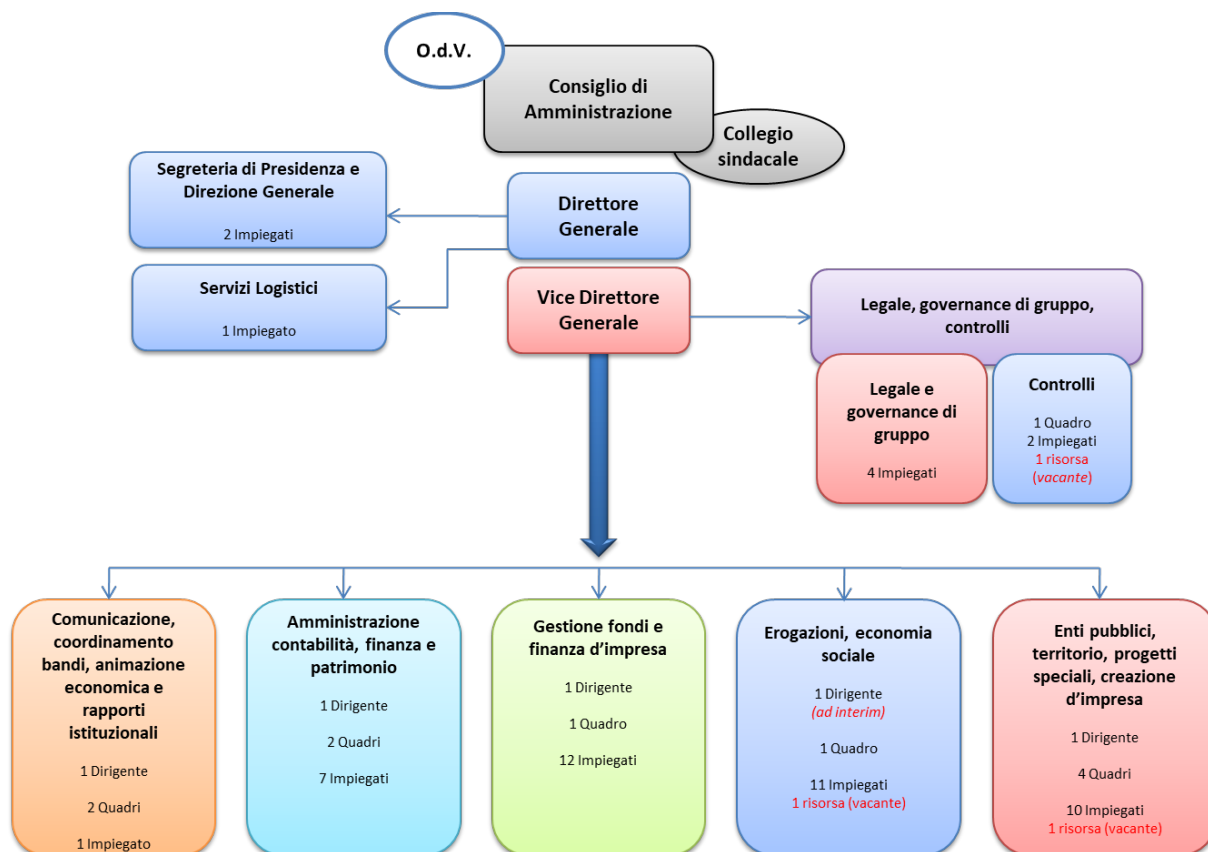 O.d.V.
Consiglio di
Amministrazione
Collegio
sindacale
Segreteria di Presidenza e
Direzione Generale
2 Impiegati
Direttore
Generale
Servizi Logistici
1 Impiegato
Vice Direttore
Generale
Legale, governance di gruppo,
controlli
Legale e
governance di
gruppo
4 Impiegati
Controlli
1 Quadro
2 Impiegati
1 risorsa
(vacante)
Comunicazione,
coordinamento
bandi, animazione
economica e
rapporti
istituzionali
1 Dirigente
2 Quadri
1 Impiegato
Amministrazione
contabilità, finanza e
patrimonio
1 Dirigente
2 Quadri
7 Impiegati
Gestione fondi e
finanza d’impresa
1 Dirigente
1 Quadro
12 Impiegati
Erogazioni, economia
sociale
1 Dirigente
(ad interim)
1 Quadro
11 Impiegati
1 risorsa (vacante)
Enti pubblici,
territorio, progetti
speciali, creazione
d’impresa
1 Dirigente
4 Quadri
10 Impiegati
1 risorsa (vacante)